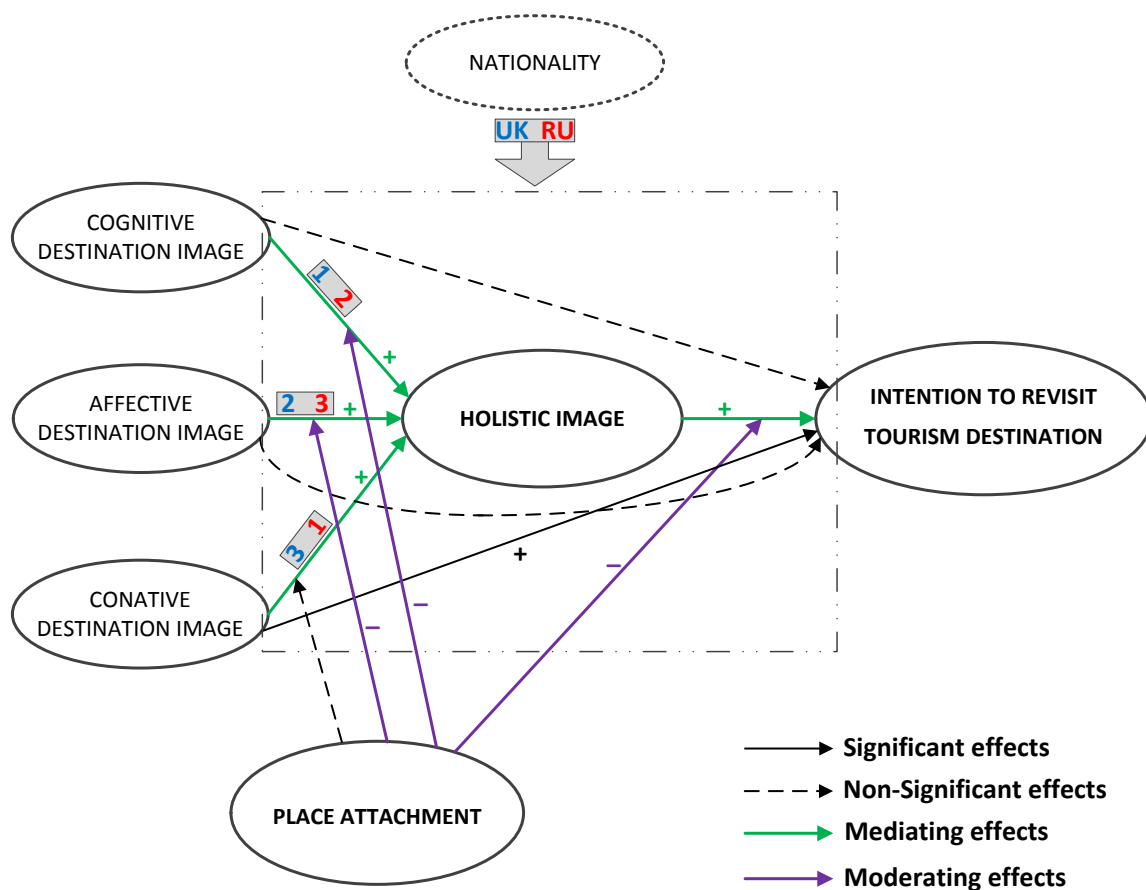 NATIONALITY
UK RU
COGNITIVE
DESTINATION IMAGE
1 2
+
AFFECTIVE
DESTINATION IMAGE
2 3
+
HOLISTIC IMAGE
+
INTENTION TO REVISIT
TOURISM DESTINATION
+
3 1
+
CONATIVE
DESTINATION IMAGE
–
–
–
PLACE ATTACHMENT
Significant effects
Non-Significant effects
Mediating effects
Moderating effects